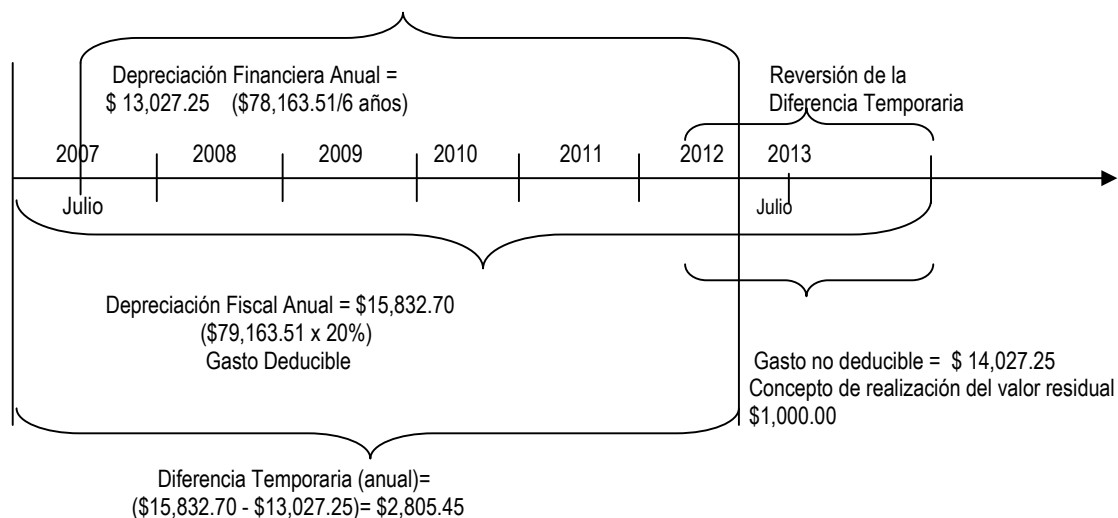 Depreciación Financiera Anual =
$ 13,027.25 ($78,163.51/6 años)
Reversión de la
Diferencia Temporaria
2007 2008 2009 2010 2011 2012 2013
Julio Julio
Depreciación Fiscal Anual = $15,832.70
($79,163.51 x 20%)
Gasto Deducible
Gasto no deducible = $ 14,027.25
Concepto de realización del valor residual
$1,000.00
Diferencia Temporaria (anual)=
($15,832.70 - $13,027.25)= $2,805.45